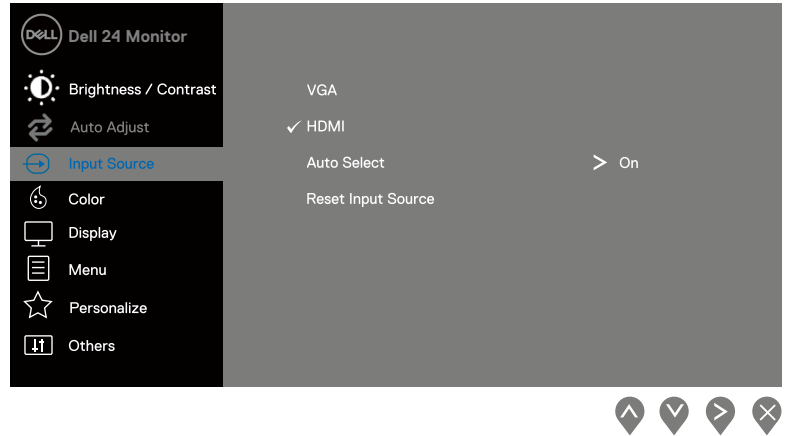 DELL Dell 24 Monitor
Brightness / Contrast
Auto Adjust
Input Source
Color
Display
Menu
Personalize
Others
VGA
HDMI
Auto Select On
Reset Input Source